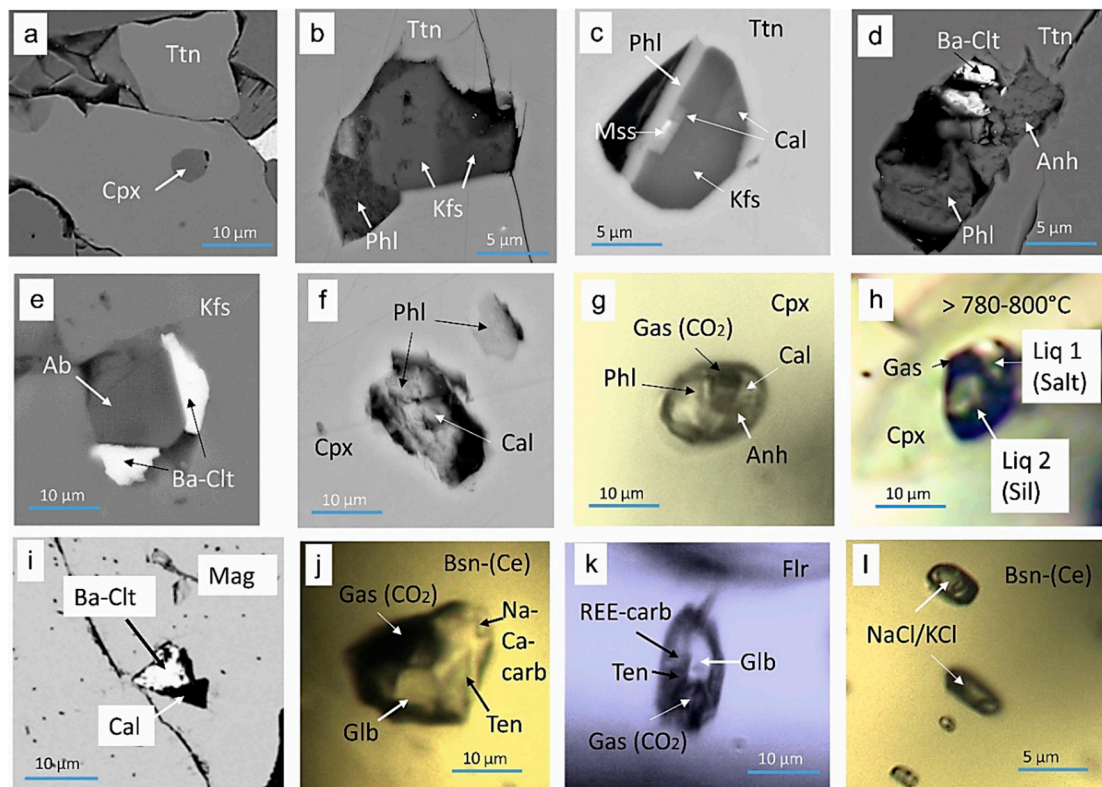 a
Ttn
Cpx
10 µm
b
Ttn
Kfs
Phl
5 µm
c
Phl
Ttn
Mss
Cal
Kfs
5 µm
d
Ba-Clt
Ttn
Anh
Phl
5 µm
e
Kfs
Ab
Ba-Clt
10 µm
f
Phl
Cpx
Cal
10 µm
g
Cpx
Gas (CO₂)
Phl
Cal
Anh
10 µm
h
> 780-800°C
Gas
Liq 1
(Salt)
Cpx
Liq 2
(Sil)
10 µm
i
Mag
Ba-Clt
Cal
10 µm
j
Bsn-(Ce)
Gas (CO₂)
Na-
Ca-
carb
Glb
Ten
10 µm
k
Flr
REE-carb
Glb
Ten
Gas (CO₂)
10 µm
l
Bsn-(Ce)
NaCl/KCl
5 µm